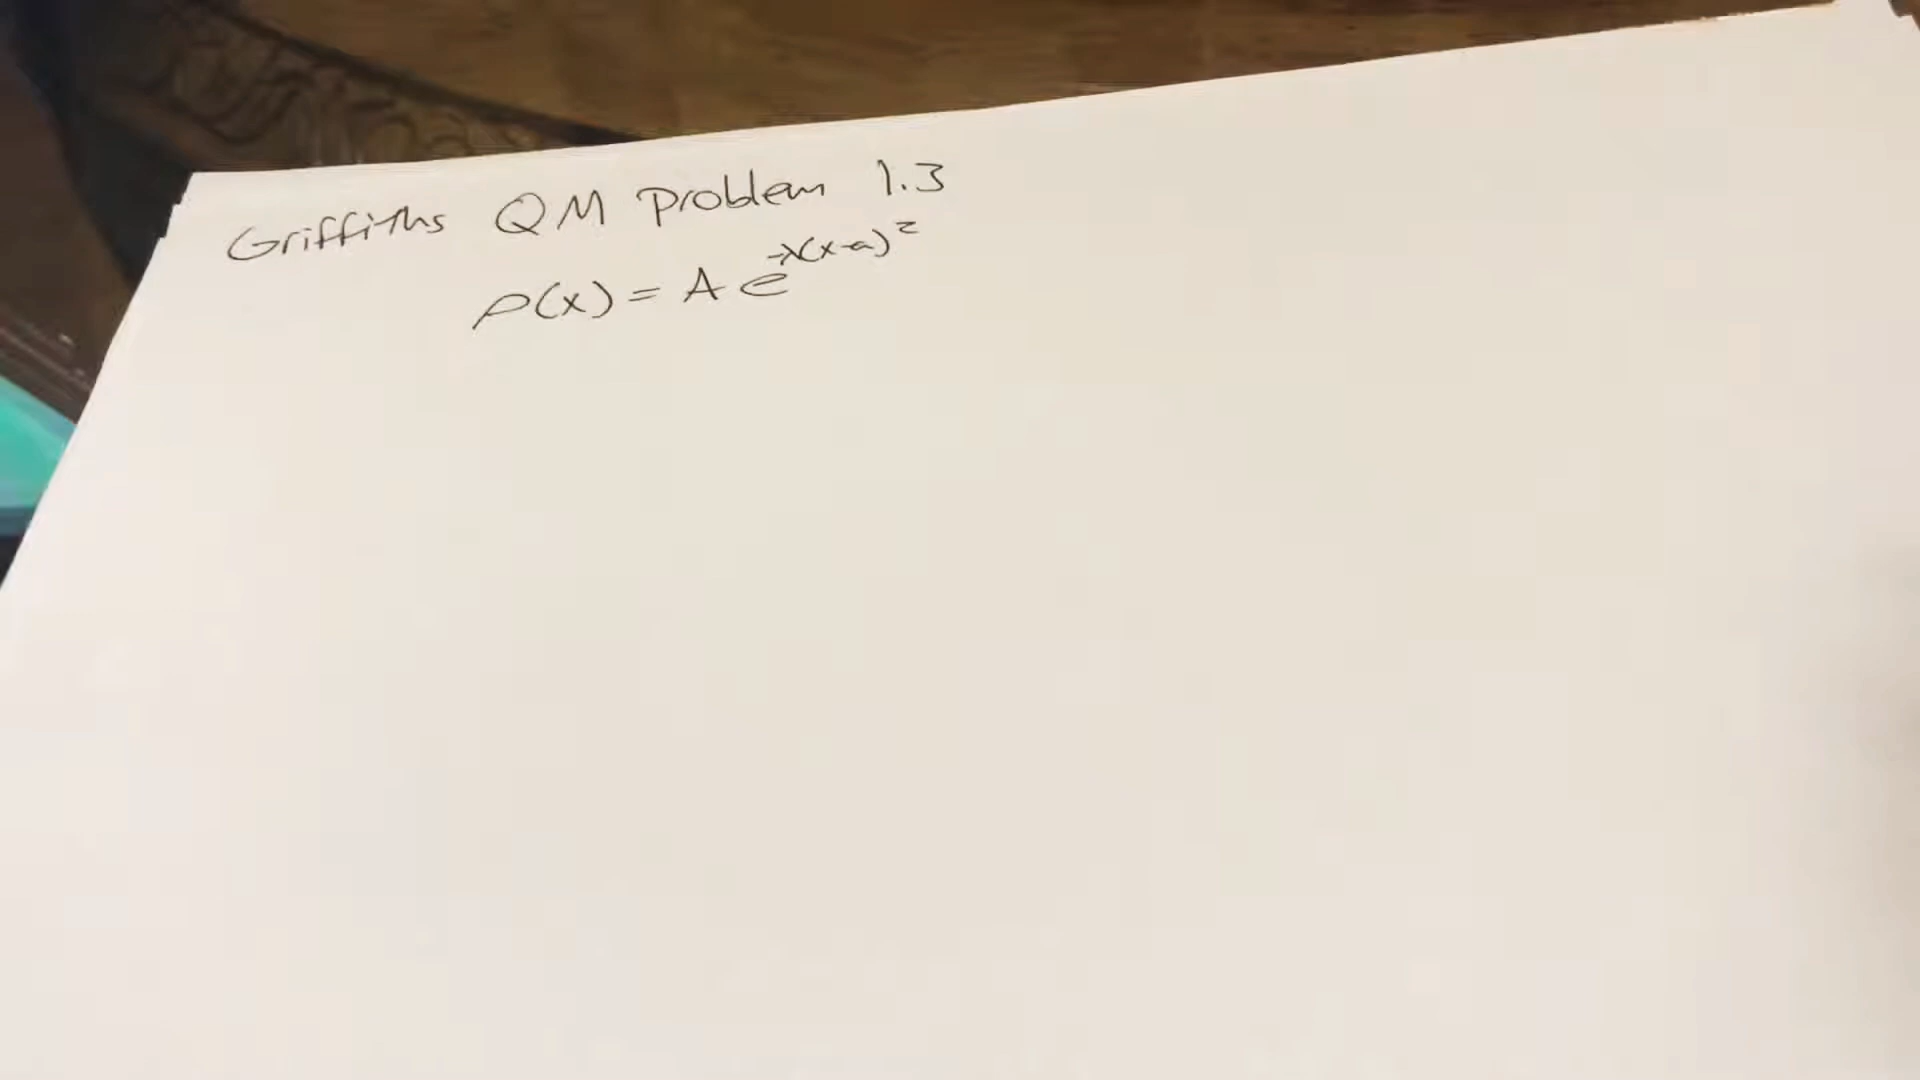 Griffiths QM Problem 1.3
ρ(x) = A e^{-λ(x-a)^2}